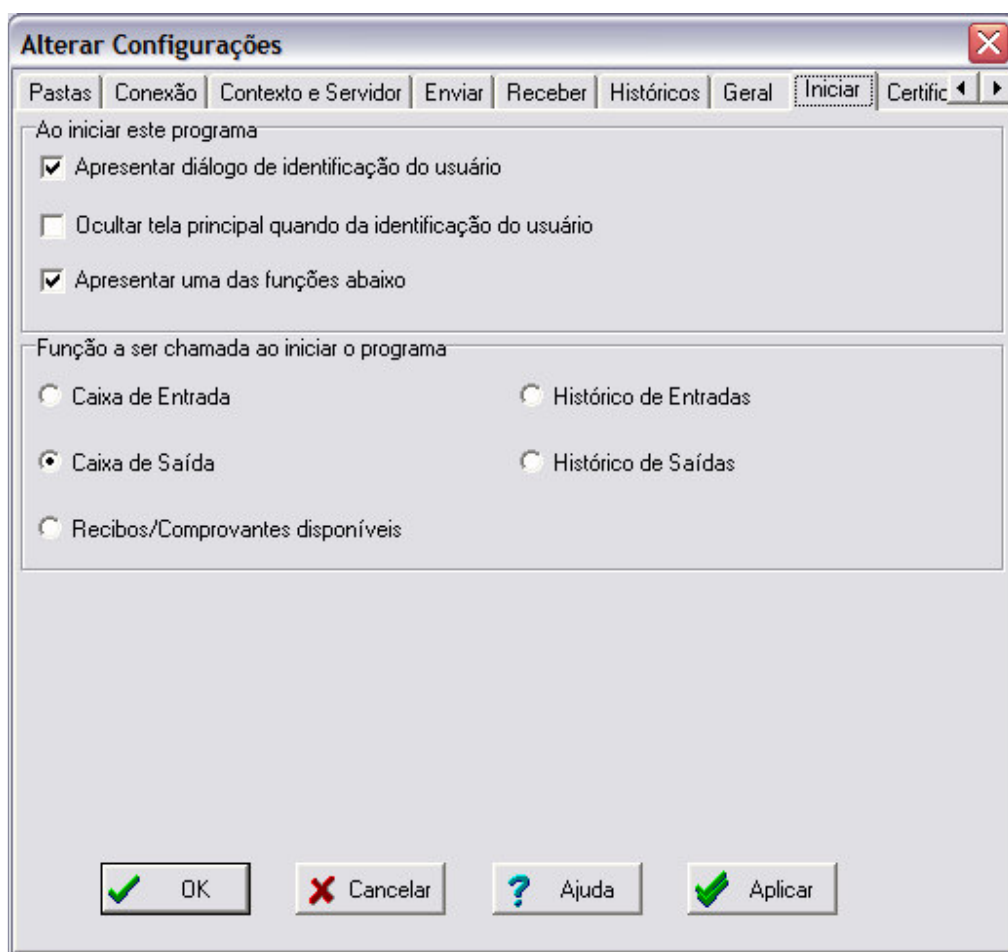 Alterar Configurações
Pastas Conexão Contexto e Servidor Enviar Receber Históricos Geral Iniciar Certific
Ao iniciar este programa
Apresentar diálogo de identificação do usuário
Ocultar tela principal quando da identificação do usuário
Apresentar uma das funções abaixo
Função a ser chamada ao iniciar o programa
Caixa de Entrada Histórico de Entradas
Caixa de Saída Histórico de Saídas
Recibos/Comprovantes disponíveis
OK Cancelar ? Ajuda Aplicar